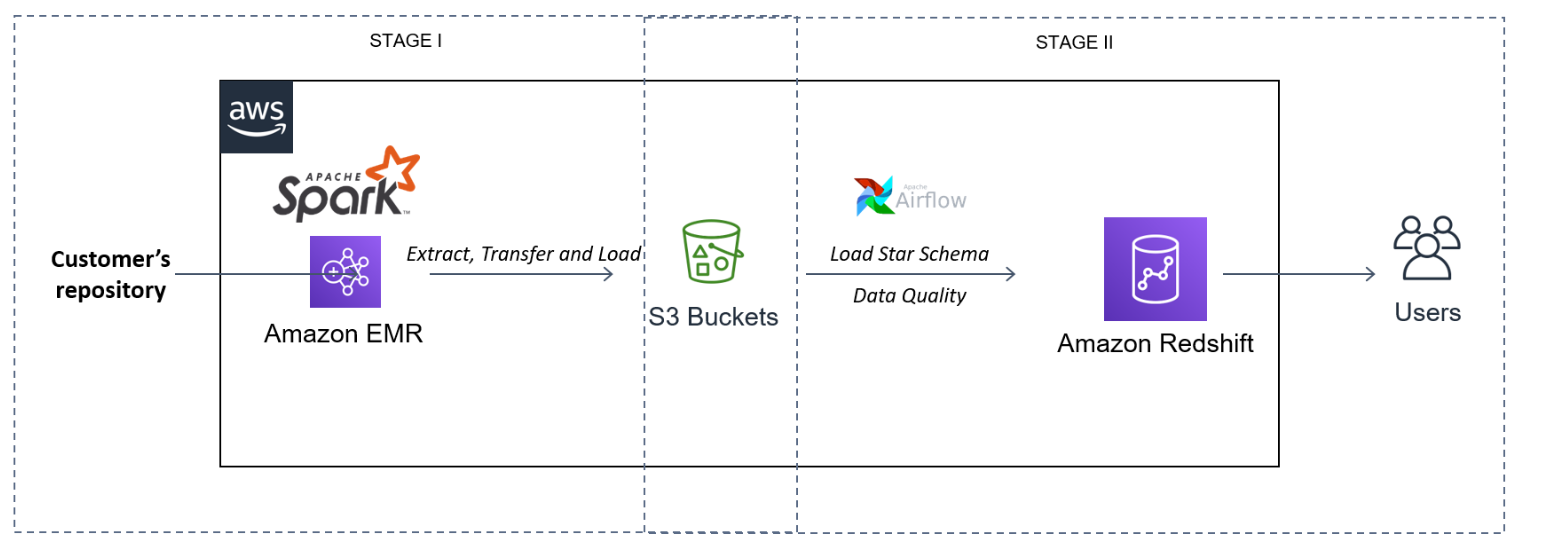 STAGE I
STAGE II
aws
APACHE
Spark
TM
Apache
Airflow
Customer's
repository
Extract, Transfer and Load
Load Star Schema
Data Quality
Amazon EMR
S3 Buckets
Amazon Redshift
Users